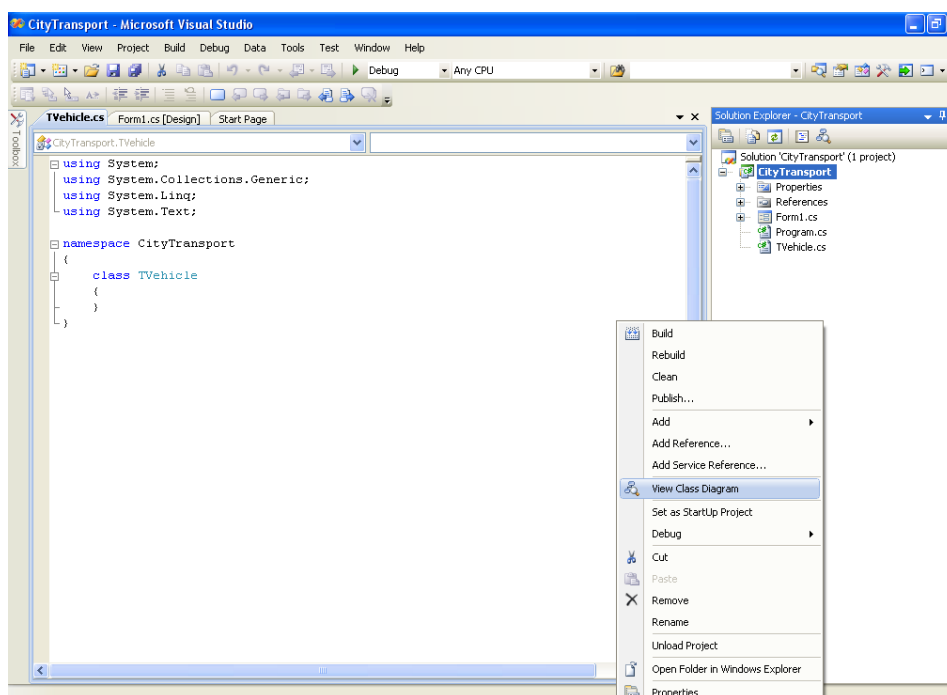 CityTransport - Microsoft Visual Studio
File Edit View Project Build Debug Data Tools Test Window Help
Debug Any CPU
TVehicle.cs Form1.cs [Design] Start Page
Toolbox
CityTransport.TVehicle
using System;
using System.Collections.Generic;
using System.Linq;
using System.Text;
namespace CityTransport
{
class TVehicle
{
}
}
Solution Explorer - CityTransport
Solution 'CityTransport' (1 project)
CityTransport
Properties
References
Form1.cs
Program.cs
TVehicle.cs
Build
Rebuild
Clean
Publish...
Add
Add Reference...
Add Service Reference...
View Class Diagram
Set as StartUp Project
Debug
Cut
Paste
Remove
Rename
Unload Project
Open Folder in Windows Explorer
Properties